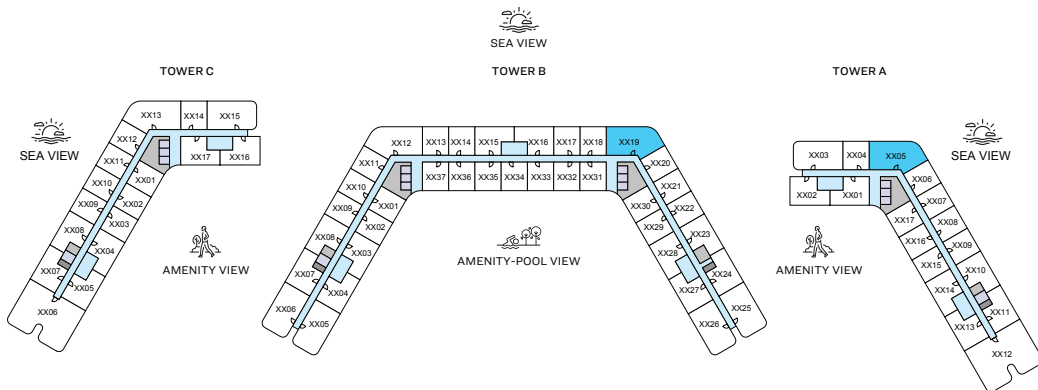 SEA VIEW
TOWER C
TOWER B
TOWER A
SEA VIEW
SEA VIEW
AMENITY VIEW
AMENITY-POOL VIEW
AMENITY VIEW
XX13
XX14
XX15
XX12
XX17
XX16
XX11
XX01
XX10
XX02
XX09
XX03
XX08
XX04
XX07
XX05
XX06
XX12
XX13
XX14
XX15
XX16
XX17
XX18
XX19
XX11
XX37
XX36
XX35
XX34
XX33
XX32
XX31
XX20
XX10
XX01
XX30
XX21
XX09
XX02
XX29
XX22
XX08
XX03
XX28
XX23
XX07
XX04
XX27
XX24
XX06
XX05
XX26
XX25
XX03
XX04
XX05
XX02
XX01
XX06
XX17
XX07
XX16
XX08
XX15
XX09
XX14
XX10
XX13
XX11
XX12